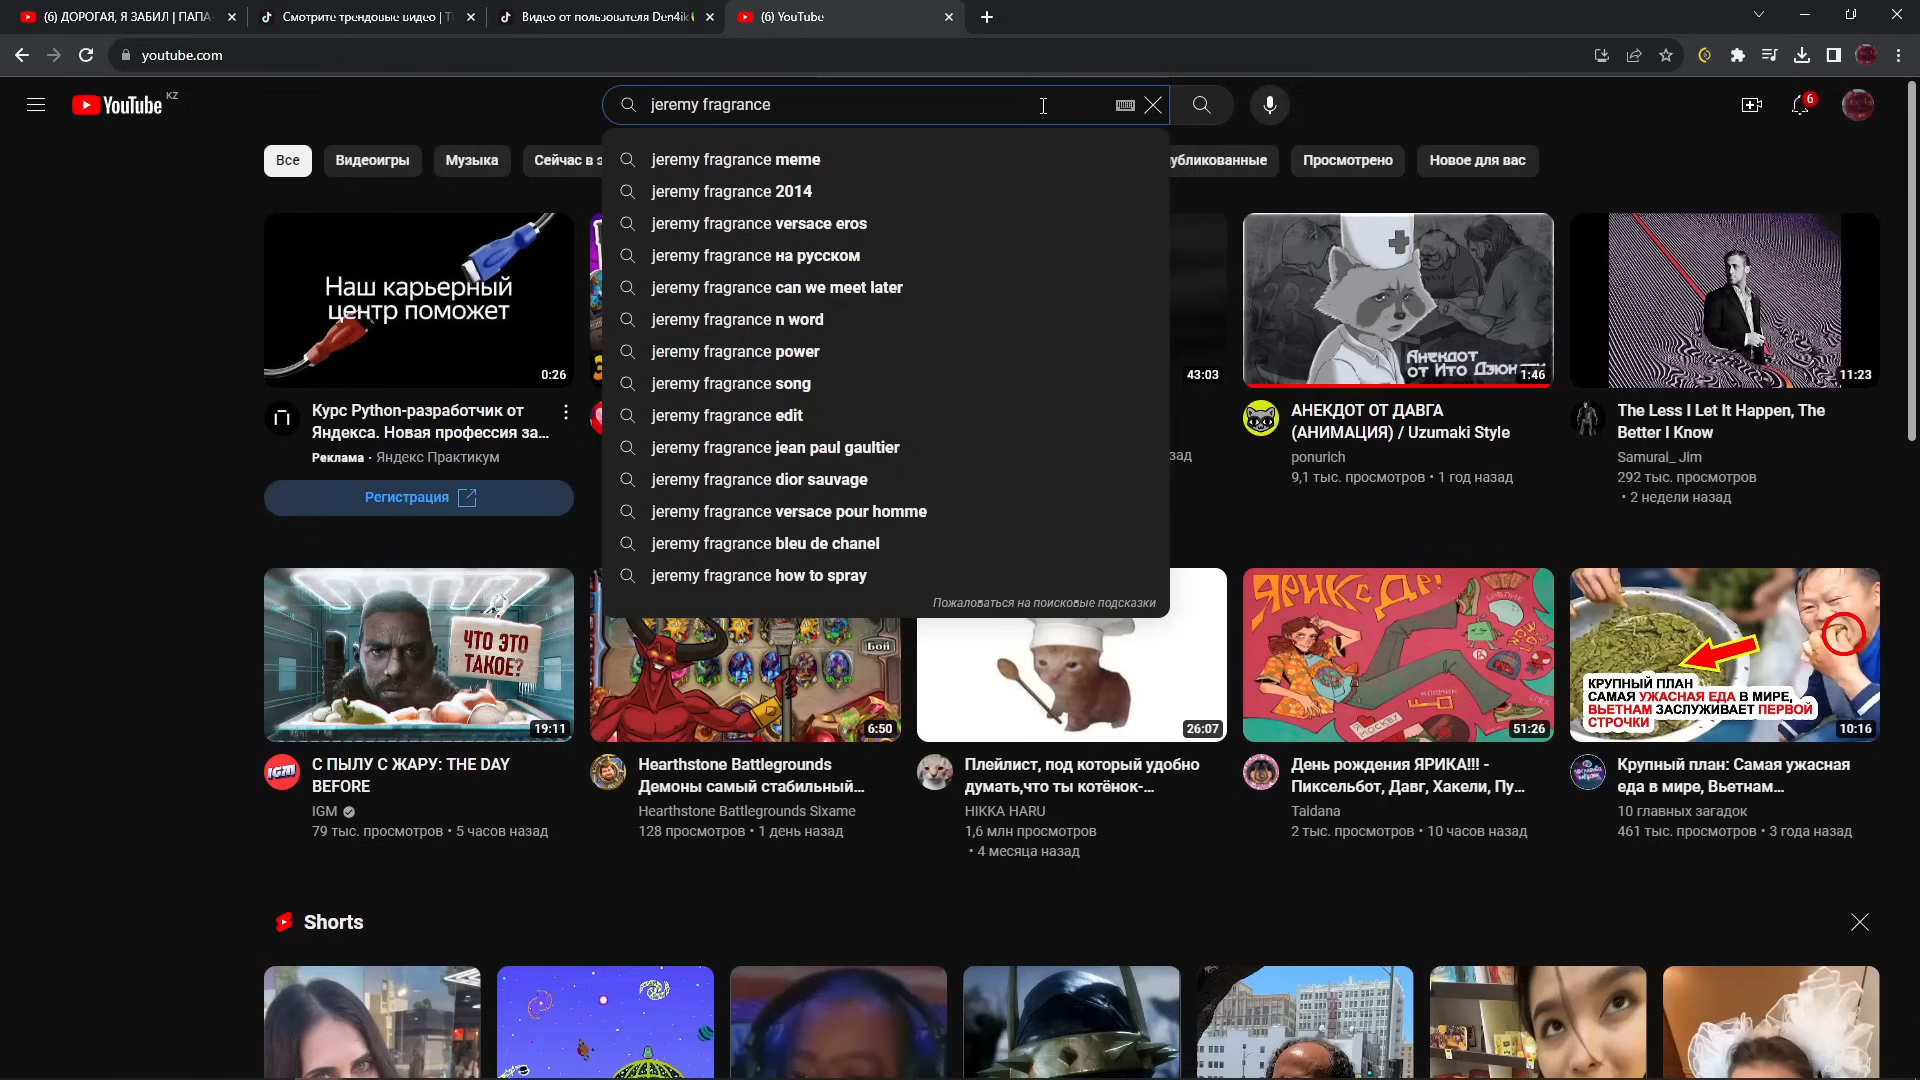 (6) ДОРОГАЯ, Я ЗАБИЛ | ПАПА-
Смотрите трендовые видео | Ti
Видео от пользователя Den4ik
(6) YouTube
youtube.com
YouTube KZ
jeremy fragrance
6
Все
Видеоигры
Музыка
Сейчас в э
убликованные
Просмотрено
Новое для вас
jeremy fragrance meme
jeremy fragrance 2014
jeremy fragrance versace eros
jeremy fragrance на русском
jeremy fragrance can we meet later
jeremy fragrance n word
jeremy fragrance power
jeremy fragrance song
jeremy fragrance edit
jeremy fragrance jean paul gaultier
jeremy fragrance dior sauvage
jeremy fragrance versace pour homme
jeremy fragrance bleu de chanel
jeremy fragrance how to spray
Пожаловаться на поисковые подсказки
Наш карьерный
центр поможет
0:26
Курс Python-разработчик от
Яндекса. Новая профессия за...
Реклама • Яндекс Практикум
Регистрация
43:03
зад
Анекдот
от Ито Дзюндзи
1:46
АНЕКДОТ ОТ ДАВГА
(АНИМАЦИЯ) / Uzumaki Style
ponurich
9,1 тыс. просмотров • 1 год назад
11:23
The Less I Let It Happen, The
Better I Know
Samurai_ Jim
292 тыс. просмотров
• 2 недели назад
ЧТО ЭТО
ТАКОЕ?
19:11
IGM
С ПЫЛУ С ЖАРУ: THE DAY
BEFORE
IGM
79 тыс. просмотров • 5 часов назад
Бой
6:50
Hearthstone Battlegrounds
Демоны самый стабильный...
Hearthstone Battlegrounds Sixame
128 просмотров • 1 день назад
26:07
Плейлист, под который удобно
думать,что ты котёнок-...
HIKKA HARU
1,6 млн просмотров
• 4 месяца назад
ЯРИК с ДР!
51:26
День рождения ЯРИКА!!! -
Пиксельбот, Давг, Хакели, Пу...
Taldana
2 тыс. просмотров • 10 часов назад
КРУПНЫЙ ПЛАН
САМАЯ УЖАСНАЯ ЕДА В МИРЕ,
ВЬЕТНАМ ЗАСЛУЖИВАЕТ ПЕРВОЙ
СТРОЧКИ
10:16
Крупный план: Самая ужасная
еда в мире, Вьетнам...
10 главных загадок
461 тыс. просмотров • 3 года назад
Shorts